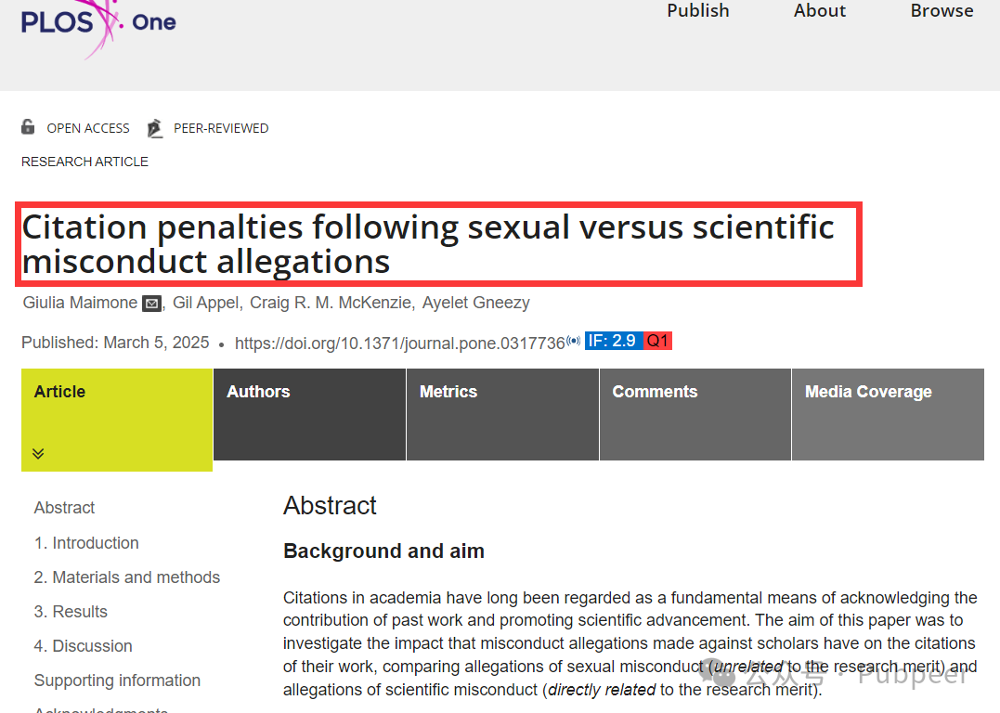 PLOS One
Publish About Browse
OPEN ACCESS PEER-REVIEWED
RESEARCH ARTICLE
Citation penalties following sexual versus scientific
misconduct allegations
Giulia Maimone , Gil Appel, Craig R. M. McKenzie, Ayelet Gneezy
Published: March 5, 2025 • https://doi.org/10.1371/journal.pone.0317736 IF: 2.9 Q1
Article Authors Metrics Comments Media Coverage
Abstract
1. Introduction
2. Materials and methods
3. Results
4. Discussion
Supporting information
Acknowledgments
Abstract
Background and aim
Citations in academia have long been regarded as a fundamental means of acknowledging the
contribution of past work and promoting scientific advancement. The aim of this paper was to
investigate the impact that misconduct allegations made against scholars have on the citations
of their work, comparing allegations of sexual misconduct (unrelated to the research merit) and
allegations of scientific misconduct (directly related to the research merit).
公众号 · Pubpeer